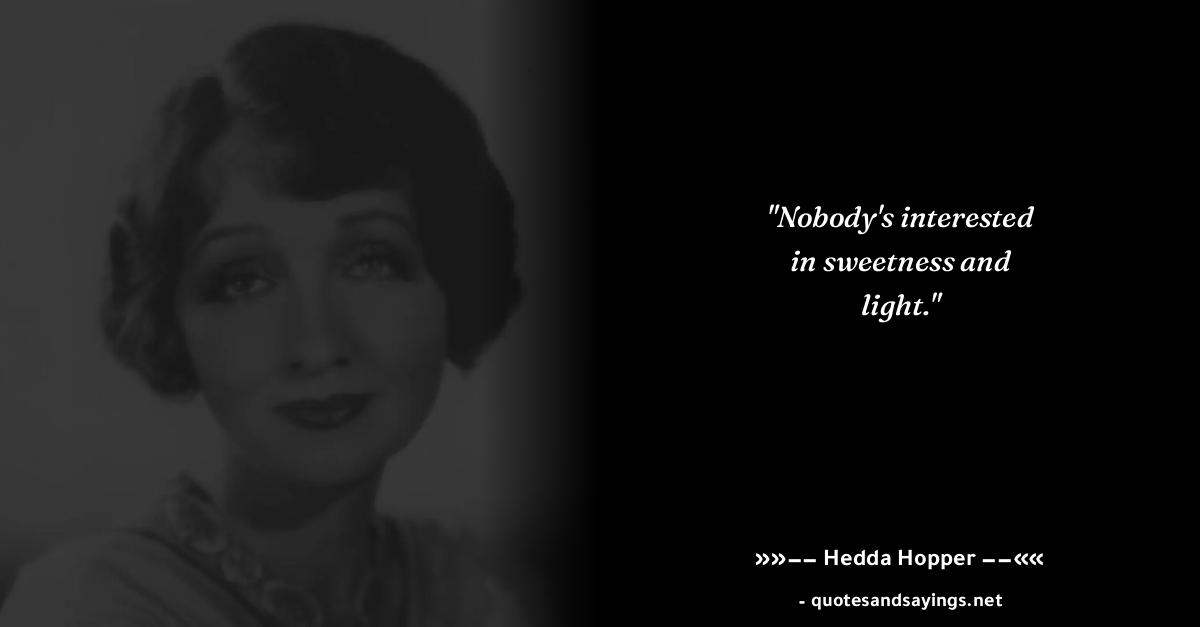 "Nobody's interested
in sweetness and
light."
»»−− Hedda Hopper −−««
- quotesandsayings.net